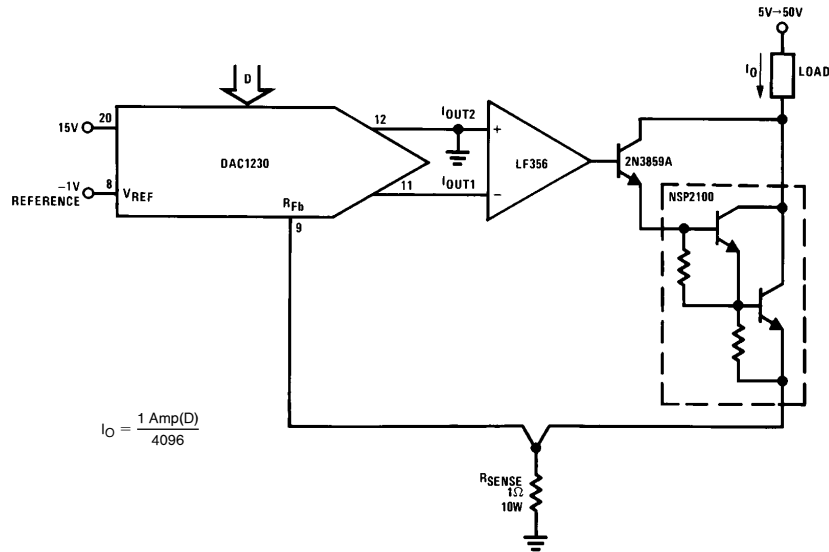 5V→50V
I_O
LOAD
D
20
12
I_OUT2
15V
+
2N3859A
DAC1230
LF356
-1V
8
11
I_OUT1
−
REFERENCE
V_REF
R_Fb
NSP2100
9
I_O = 1 Amp(D) / 4096
R_SENSE
1Ω
10W